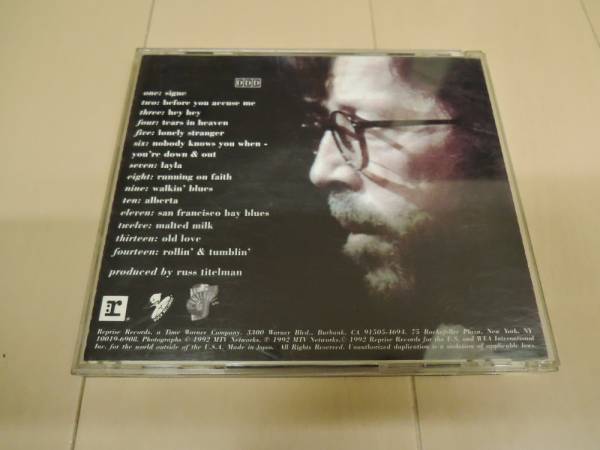 DDD
one: signe
two: before you accuse me
three: hey hey
four: tears in heaven
five: lonely stranger
six: nobody knows you when -
you're down & out
seven: layla
eight: running on faith
nine: walkin' blues
ten: alberta
eleven: san francisco bay blues
twelve: malted milk
thirteen: old love
fourteen: rollin' & tumblin'
produced by russ titelman
r
Reprise Records, a Time Warner Company, 3300 Warner Blvd., Burbank, CA 91505-4694. 75 Rockefeller Plaza, New York, NY
10019-6908. Photographs © 1992 MTV Networks. ℗ 1992 MTV Networks. © 1992 Reprise Records for the U.S. and WEA International
Inc. for the world outside of the U.S.A. Made in Japan. All Rights Reserved. Unauthorized duplication is a violation of applicable laws.